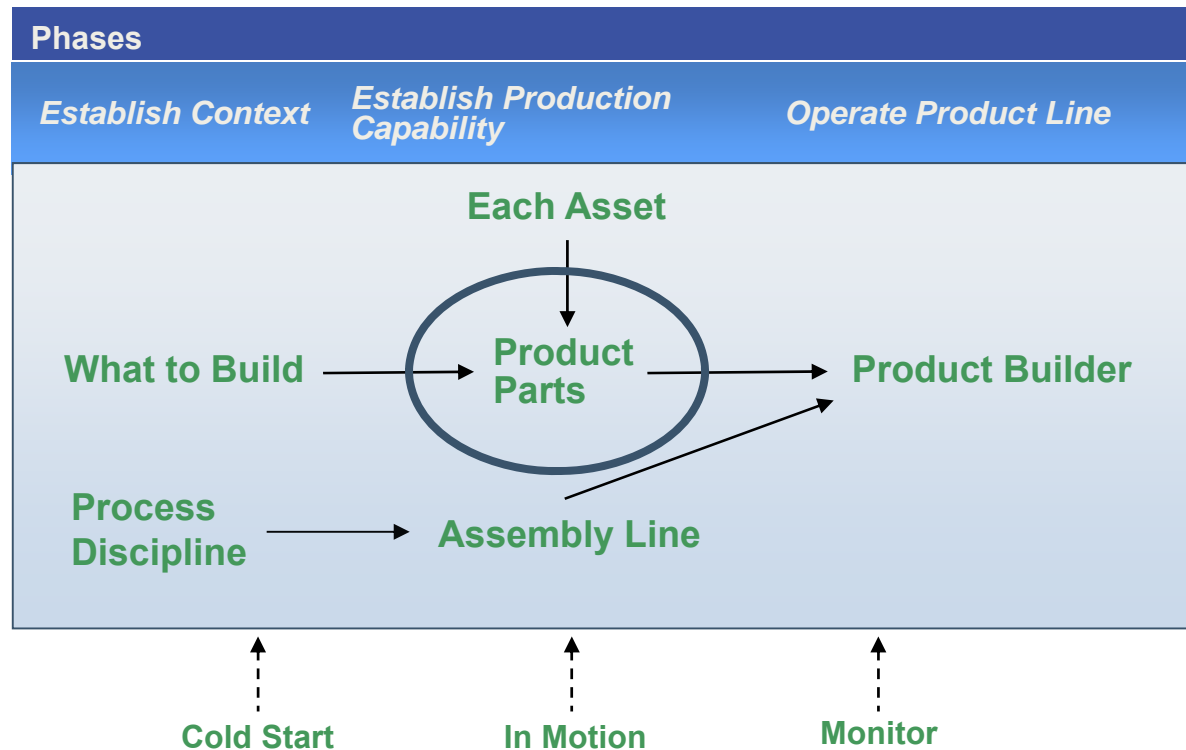 Phases
Establish Context
Establish Production
Capability
Operate Product Line
Each Asset
What to Build
Product
Parts
Product Builder
Process
Discipline
Assembly Line
Cold Start
In Motion
Monitor